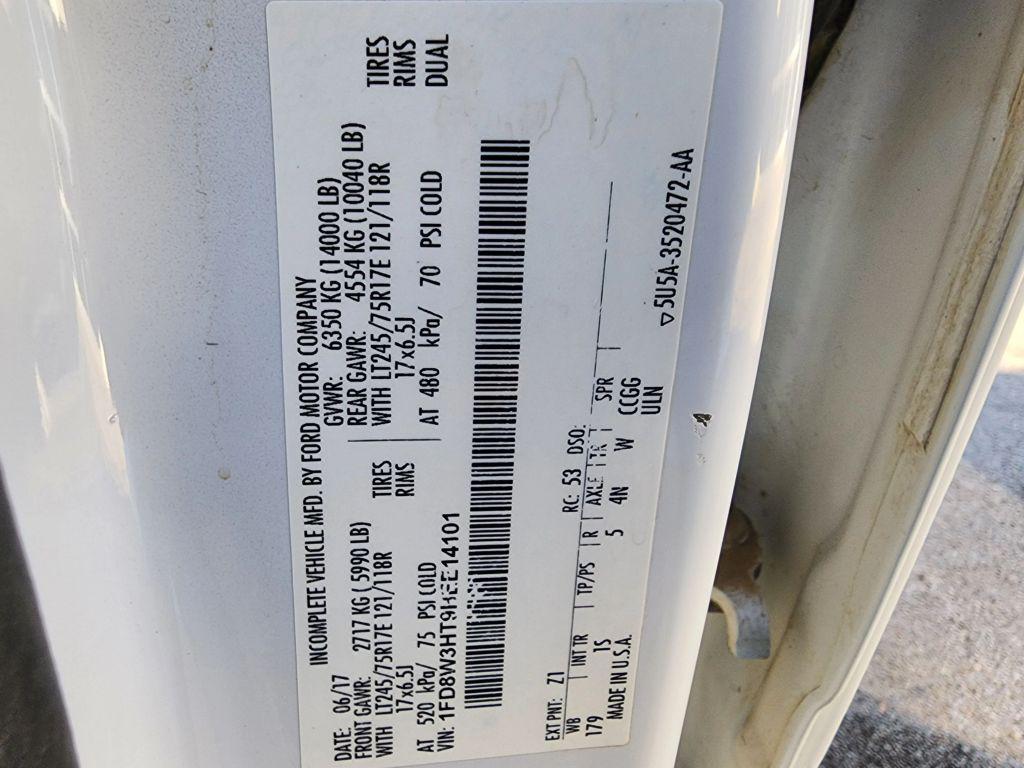 DATE: 06/17 INCOMPLETE VEHICLE MFD. BY FORD MOTOR COMPANY
GVWR: 6350 KG (14000 LB)
FRONT GAWR: 2717 KG (5990 LB) REAR GAWR: 4554 KG (10040 LB)
WITH LT245/75R17E 121/118R TIRES WITH LT245/75R17E 121/118R TIRES
17x6.5J RIMS 17x6.5J RIMS
AT 520 kPa/ 75 PSI COLD AT 480 kPa/ 70 PSI COLD DUAL
VIN: 1FD8W3HT9HEE14101
EXT PNT: Z1 RC: 53 DSO:
WB INT TR TP/PS R AXLE TR SPR
179 1S 5 4N W CCGG
MADE IN U.S.A. ULN
▽5U5A-3520472-AA